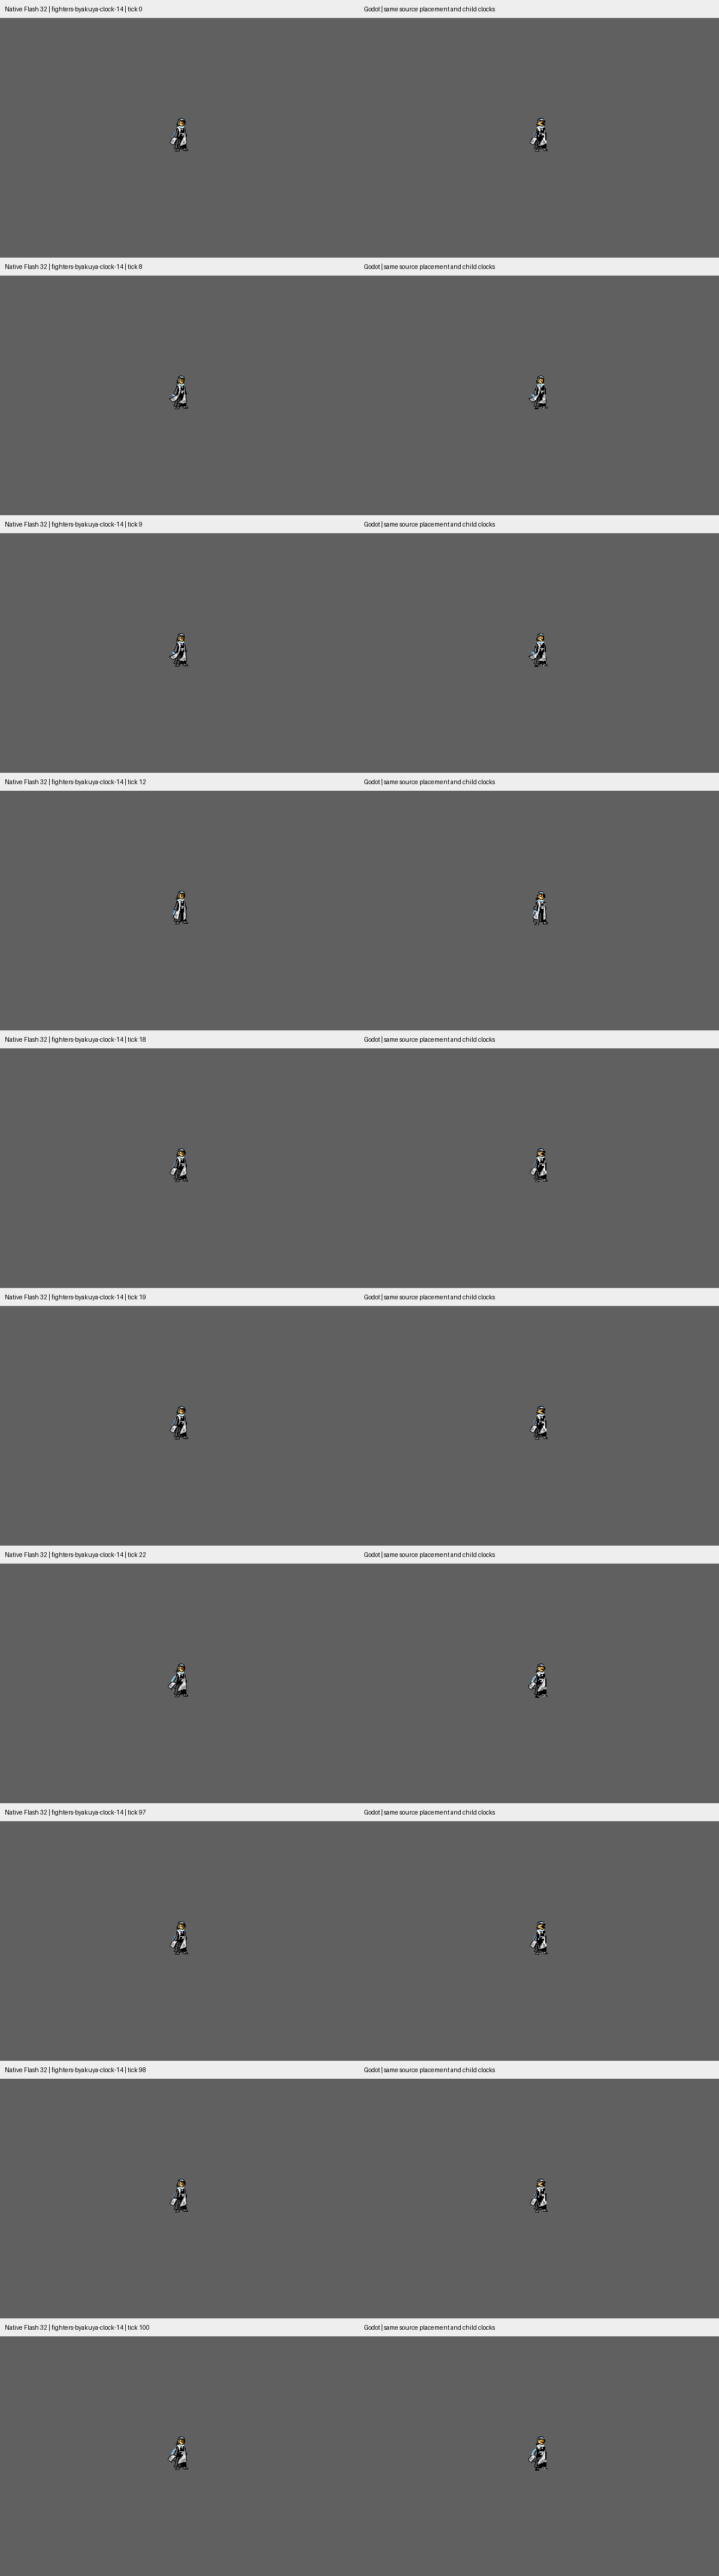 Native Flash 32 | fighters-byakuya-clock-14 | tick 0
Godot | same source placement and child clocks
Native Flash 32 | fighters-byakuya-clock-14 | tick 8
Godot | same source placement and child clocks
Native Flash 32 | fighters-byakuya-clock-14 | tick 9
Godot | same source placement and child clocks
Native Flash 32 | fighters-byakuya-clock-14 | tick 12
Godot | same source placement and child clocks
Native Flash 32 | fighters-byakuya-clock-14 | tick 18
Godot | same source placement and child clocks
Native Flash 32 | fighters-byakuya-clock-14 | tick 19
Godot | same source placement and child clocks
Native Flash 32 | fighters-byakuya-clock-14 | tick 22
Godot | same source placement and child clocks
Native Flash 32 | fighters-byakuya-clock-14 | tick 97
Godot | same source placement and child clocks
Native Flash 32 | fighters-byakuya-clock-14 | tick 98
Godot | same source placement and child clocks
Native Flash 32 | fighters-byakuya-clock-14 | tick 100
Godot | same source placement and child clocks